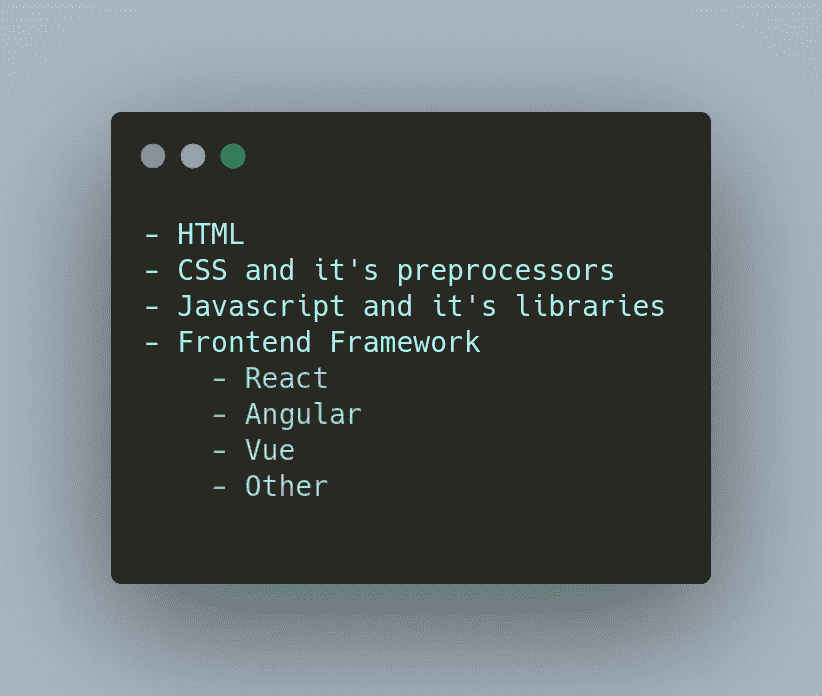 - HTML
- CSS and it's preprocessors
- Javascript and it's libraries
- Frontend Framework
    - React
    - Angular
    - Vue
    - Other